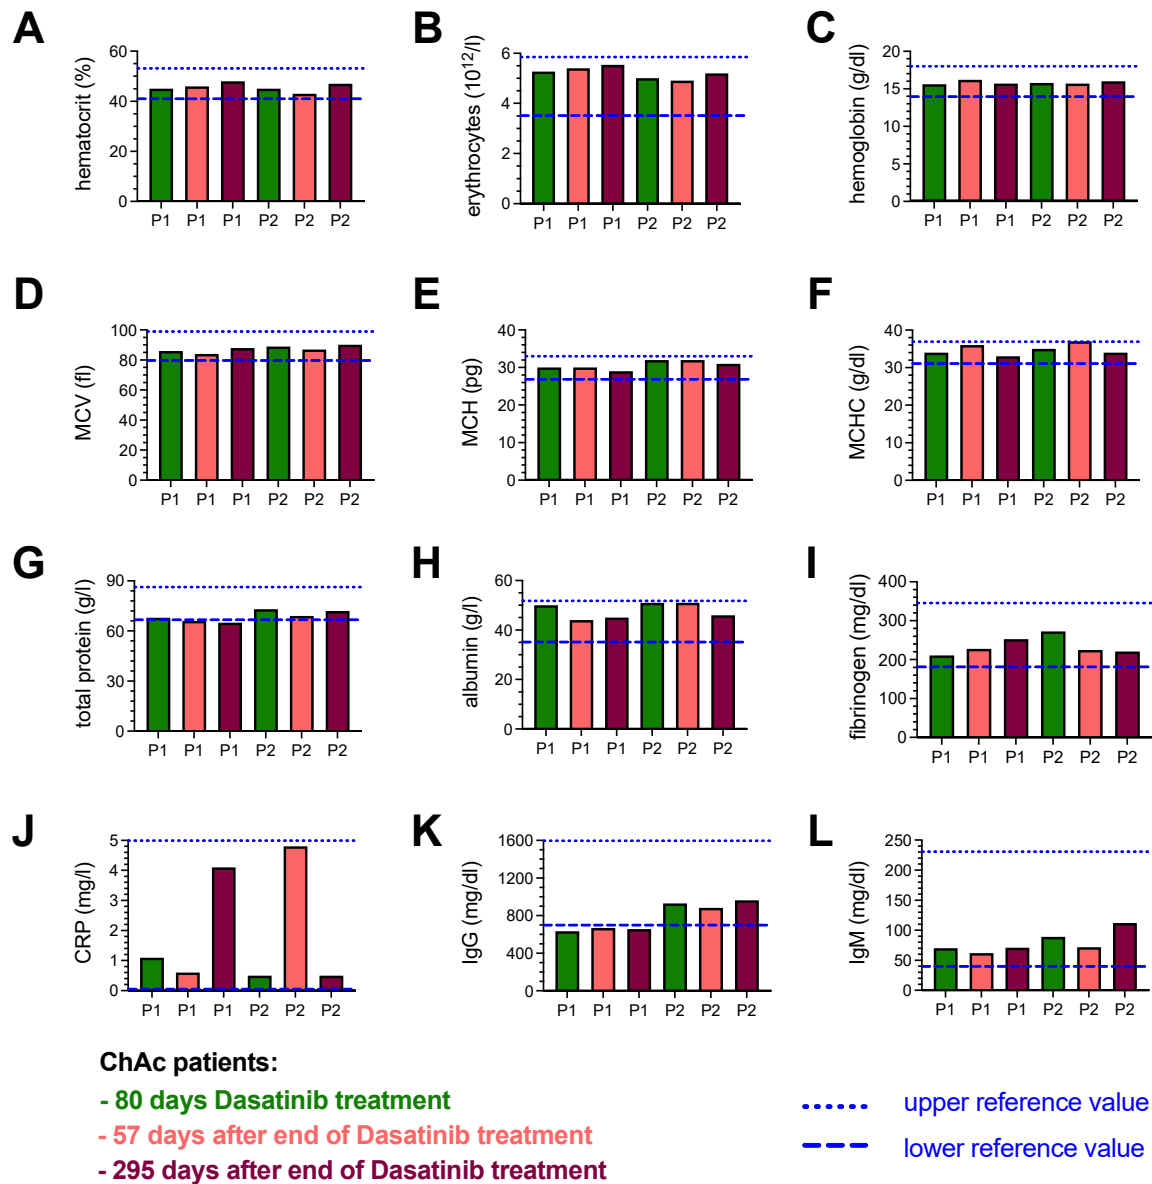 A
hematocrit (%)
60
40
20
0
P1 P1 P1 P2 P2 P2
B
erythrocytes (10¹²/l)
6
4
2
0
P1 P1 P1 P2 P2 P2
C
hemoglobin (g/dl)
20
15
10
5
0
P1 P1 P1 P2 P2 P2
D
MCV (fl)
100
80
60
40
20
0
P1 P1 P1 P2 P2 P2
E
MCH (pg)
40
30
20
10
0
P1 P1 P1 P2 P2 P2
F
MCHC (g/dl)
40
30
20
10
0
P1 P1 P1 P2 P2 P2
G
total protein (g/l)
90
60
30
0
P1 P1 P1 P2 P2 P2
H
albumin (g/l)
60
40
20
0
P1 P1 P1 P2 P2 P2
I
fibrinogen (mg/dl)
400
300
200
100
0
P1 P1 P1 P2 P2 P2
J
CRP (mg/l)
5
4
3
2
1
0
P1 P1 P1 P2 P2 P2
K
IgG (mg/dl)
1600
1200
800
400
0
P1 P1 P1 P2 P2 P2
L
IgM (mg/dl)
250
200
150
100
50
0
P1 P1 P1 P2 P2 P2
ChAc patients:
- 80 days Dasatinib treatment
- 57 days after end of Dasatinib treatment
- 295 days after end of Dasatinib treatment
upper reference value
lower reference value